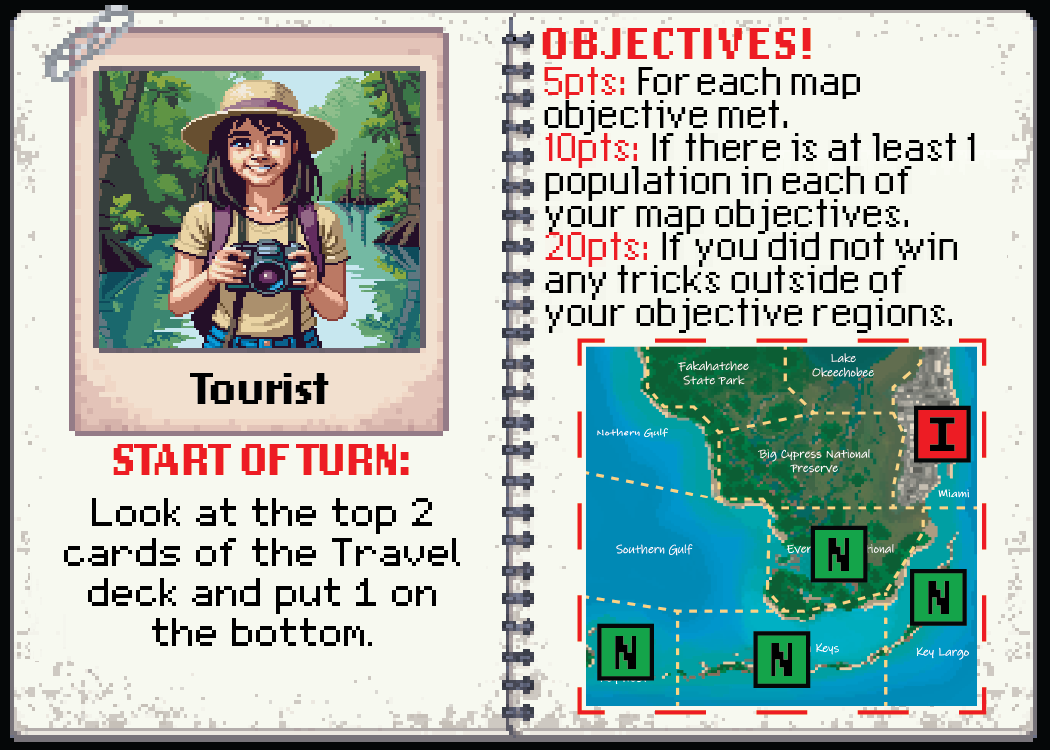 Tourist
START OF TURN:
Look at the top 2
cards of the Travel
deck and put 1 on
the bottom.
OBJECTIVES!
5pts: For each map
objective met.
10pts: If there is at least 1
population in each of
your map objectives.
20pts: If you did not win
any tricks outside of
your objective regions.
Fakahatchee
State Park
Lake
Okeechobee
Nothern Gulf
I
Big Cypress National
Preserve
Miami
Southern Gulf
Ever
N
ional
N
N
N
Keys
Key Largo